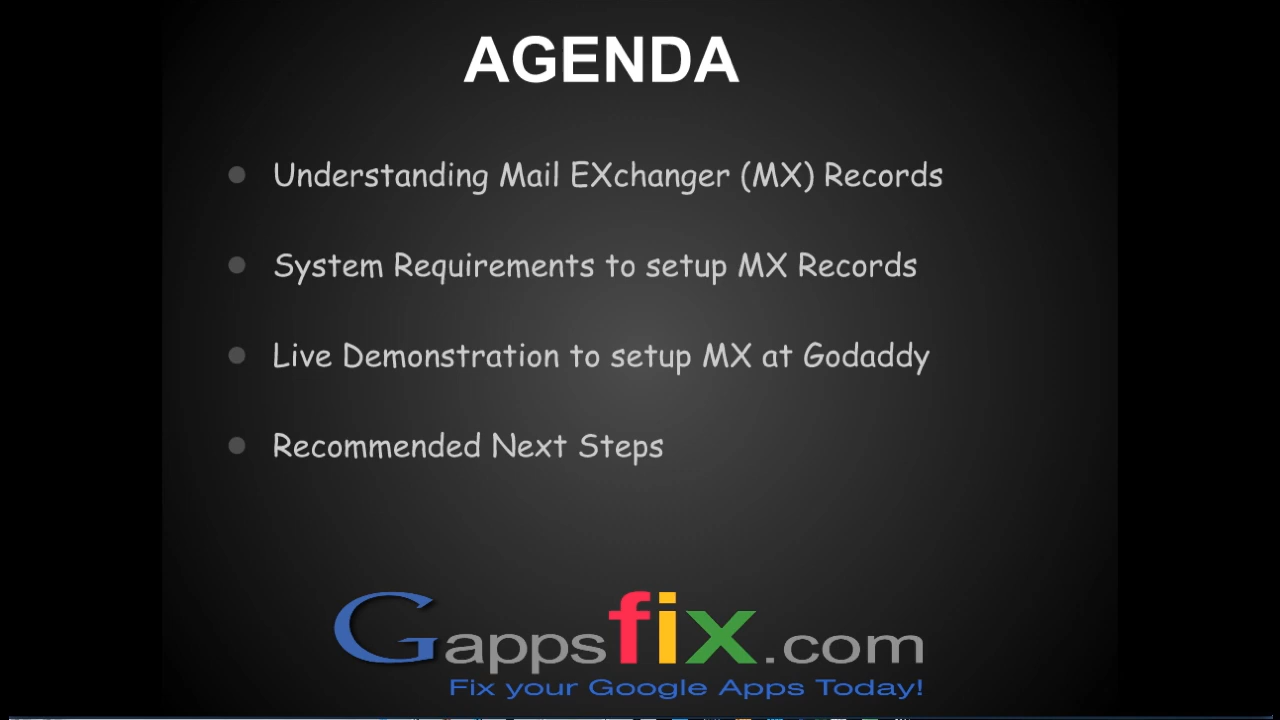 AGENDA
Understanding Mail EXchanger (MX) Records
System Requirements to setup MX Records
Live Demonstration to setup MX at Godaddy
Recommended Next Steps
Gappsfix.com
Fix your Google Apps Today!